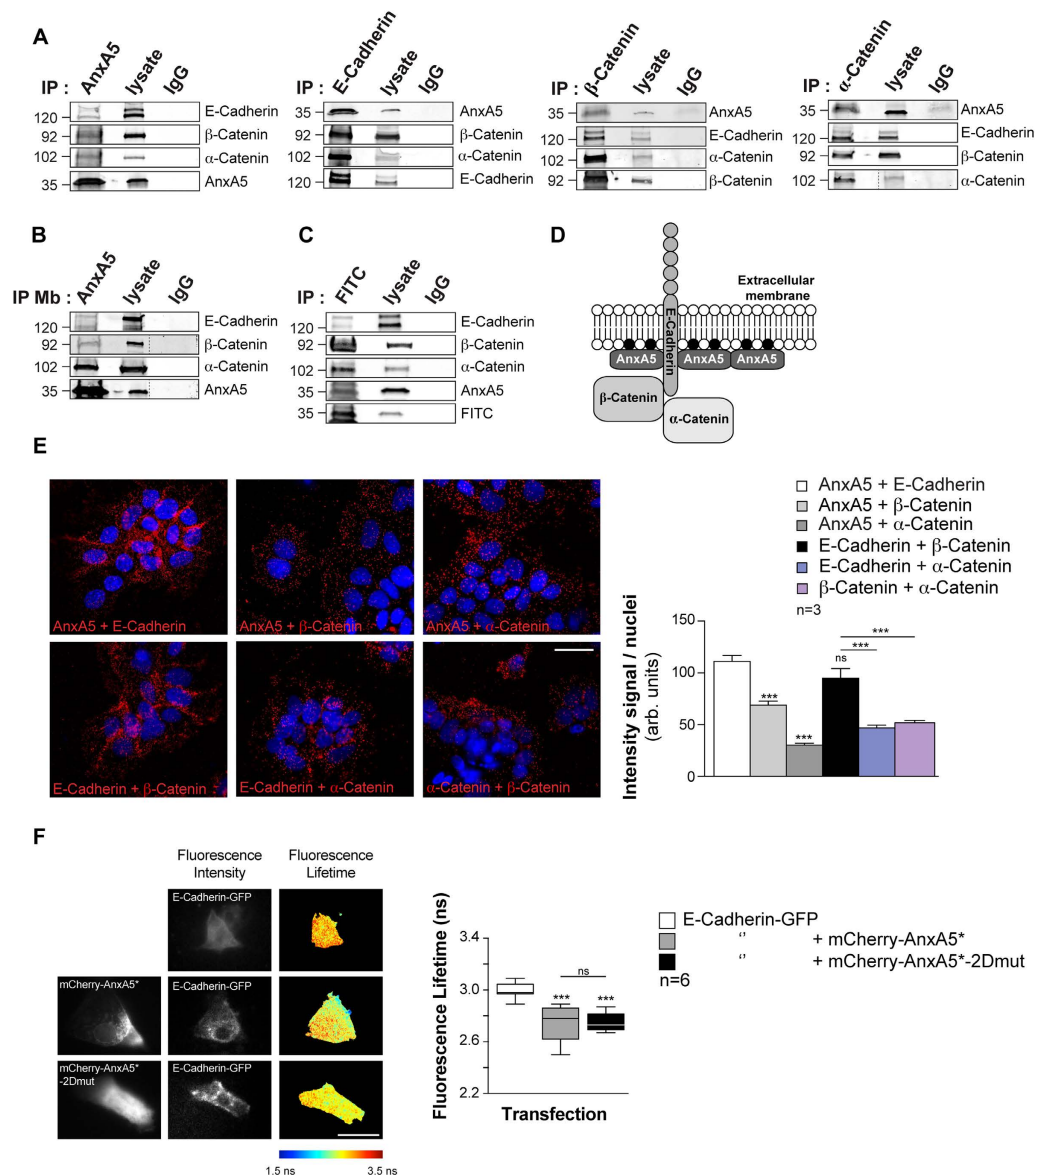 A
IP : AnxA5 lysate IgG
120 E-Cadherin
92 β-Catenin
102 α-Catenin
35 AnxA5
IP : E-Cadherin lysate IgG
35 AnxA5
92 β-Catenin
102 α-Catenin
120 E-Cadherin
IP : β-Catenin lysate IgG
35 AnxA5
120 E-Cadherin
102 α-Catenin
92 β-Catenin
IP : α-Catenin lysate IgG
35 AnxA5
120 E-Cadherin
92 β-Catenin
102 α-Catenin
B
IP Mb : AnxA5 lysate IgG
120 E-Cadherin
92 β-Catenin
102 α-Catenin
35 AnxA5
C
IP : FITC lysate IgG
120 E-Cadherin
92 β-Catenin
102 α-Catenin
35 AnxA5
35 FITC
D
Extracellular
membrane
E-Cadherin
AnxA5 AnxA5 AnxA5
β-Catenin
α-Catenin
E
AnxA5 + E-Cadherin
AnxA5 + β-Catenin
AnxA5 + α-Catenin
E-Cadherin + β-Catenin
E-Cadherin + α-Catenin
α-Catenin + β-Catenin
AnxA5 + E-Cadherin
AnxA5 + β-Catenin
AnxA5 + α-Catenin
E-Cadherin + β-Catenin
E-Cadherin + α-Catenin
β-Catenin + α-Catenin
n=3
Intensity signal / nuclei
(arb. units)
150
100
50
0
***
***
ns
***
***
F
Fluorescence
Intensity
Fluorescence
Lifetime
E-Cadherin-GFP
mCherry-AnxA5*
E-Cadherin-GFP
mCherry-AnxA5*
-2Dmut
E-Cadherin-GFP
1.5 ns 3.5 ns
Fluorescence Lifetime (ns)
3.4
3.0
2.6
2.2
ns
*** ***
Transfection
E-Cadherin-GFP
" + mCherry-AnxA5*
" + mCherry-AnxA5*-2Dmut
n=6